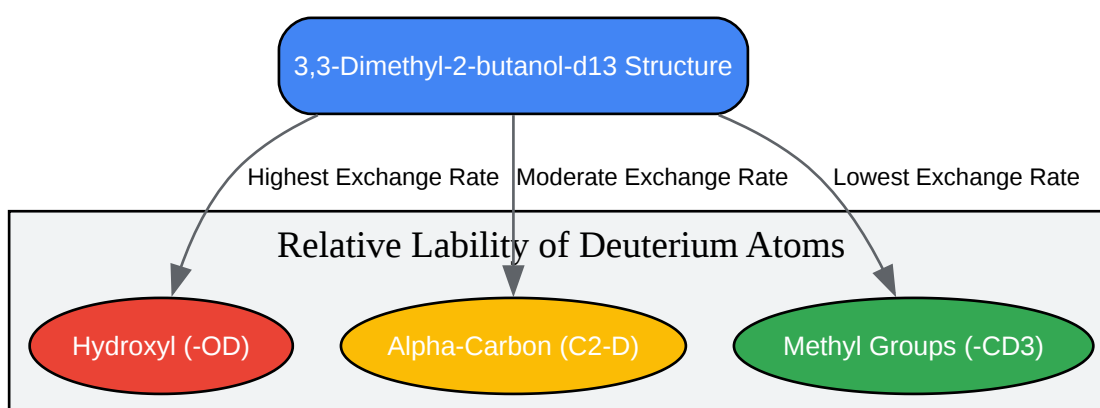 3,3-Dimethyl-2-butanol-d13 Structure
Highest Exchange Rate
Moderate Exchange Rate
Lowest Exchange Rate
Relative Lability of Deuterium Atoms
Hydroxyl (-OD)
Alpha-Carbon (C2-D)
Methyl Groups (-CD3)